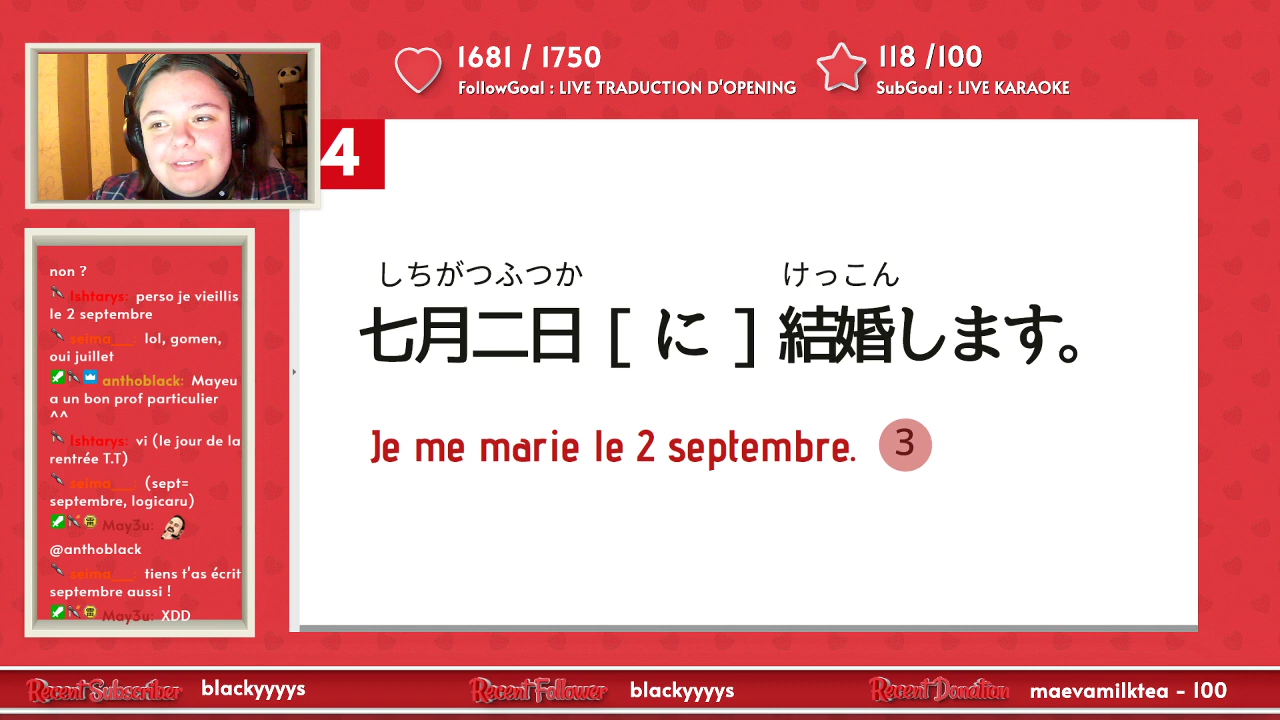 1681 / 1750
FollowGoal : LIVE TRADUCTION D'OPENING
118 /100
SubGoal : LIVE KARAOKE
4
しちがつふつか けっこん
七月二日 [ に ] 結婚します。
Je me marie le 2 septembre. 3
non ?
Ishtarys: perso je vieillis
le 2 septembre
seima___: lol, gomen,
oui juillet
anthoblack: Mayeu
a un bon prof particulier
^^
Ishtarys: vi (le jour de la
rentrée T.T)
seima___: (sept=
septembre, logicaru)
May3u:
@anthoblack
seima___: tiens t'as écrit
septembre aussi !
May3u: XDD
Recent Subscriber blackyyyys
Recent Follower blackyyyys
Recent Donation maevamilktea - 100